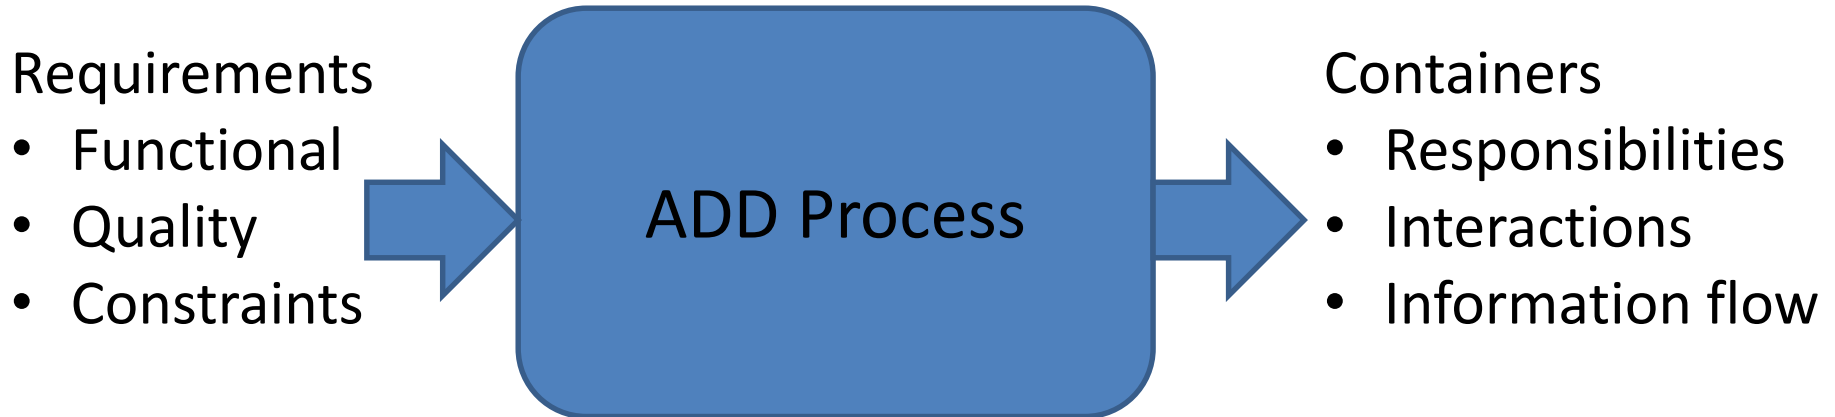 Requirements
• Functional
• Quality
• Constraints
ADD Process
Containers
• Responsibilities
• Interactions
• Information flow